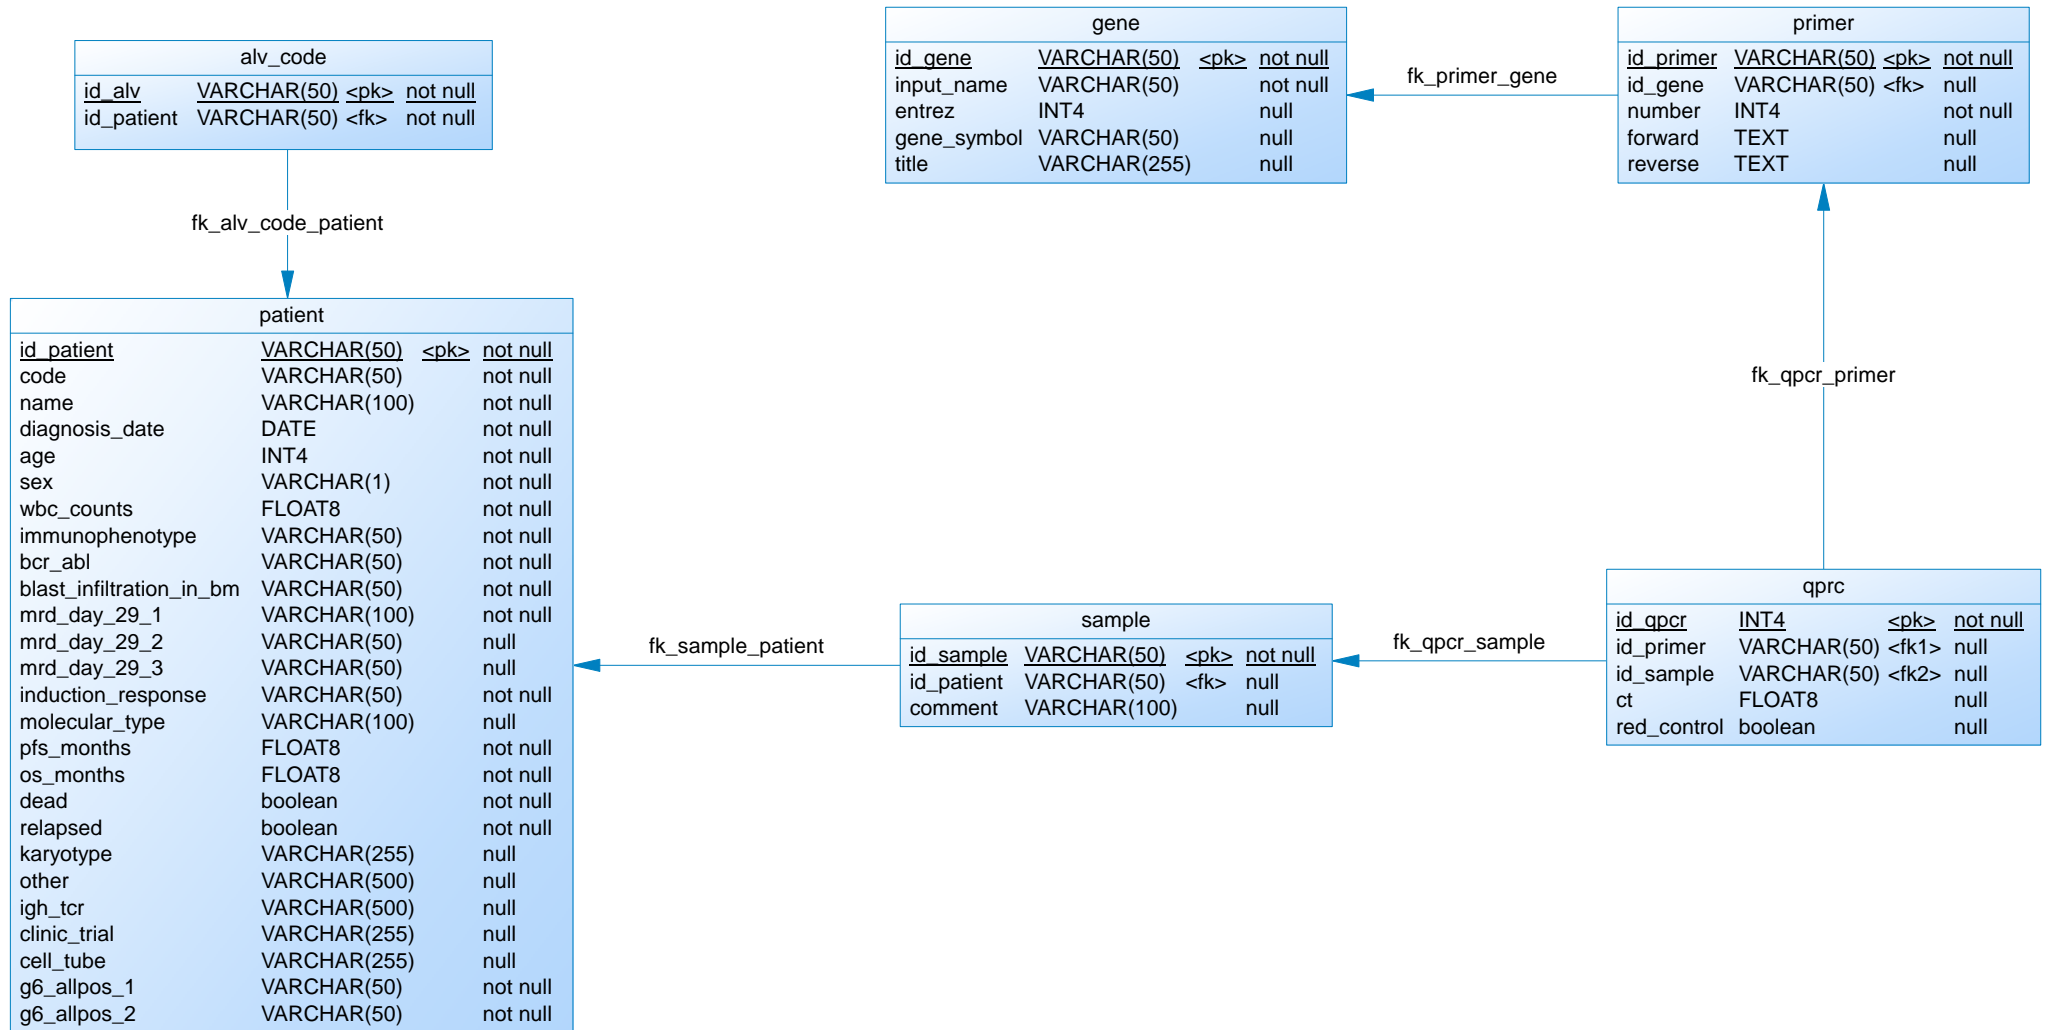 alv_code
id_alv VARCHAR(50) <pk> not null
id_patient VARCHAR(50) <fk> not null
fk_alv_code_patient
patient
id_patient VARCHAR(50) <pk> not null
code VARCHAR(50) not null
name VARCHAR(100) not null
diagnosis_date DATE not null
age INT4 not null
sex VARCHAR(1) not null
wbc_counts FLOAT8 not null
immunophenotype VARCHAR(50) not null
bcr_abl VARCHAR(50) not null
blast_infiltration_in_bm VARCHAR(50) not null
mrd_day_29_1 VARCHAR(100) not null
mrd_day_29_2 VARCHAR(50) null
mrd_day_29_3 VARCHAR(50) null
induction_response VARCHAR(50) not null
molecular_type VARCHAR(100) null
pfs_months FLOAT8 not null
os_months FLOAT8 not null
dead boolean not null
relapsed boolean not null
karyotype VARCHAR(255) null
other VARCHAR(500) null
igh_tcr VARCHAR(500) null
clinic_trial VARCHAR(255) null
cell_tube VARCHAR(255) null
g6_allpos_1 VARCHAR(50) not null
g6_allpos_2 VARCHAR(50) not null
gene
id_gene VARCHAR(50) <pk> not null
input_name VARCHAR(50) not null
entrez INT4 null
gene_symbol VARCHAR(50) null
title VARCHAR(255) null
fk_primer_gene
primer
id_primer VARCHAR(50) <pk> not null
id_gene VARCHAR(50) <fk> null
number INT4 not null
forward TEXT null
reverse TEXT null
fk_qpcr_primer
fk_sample_patient
sample
id_sample VARCHAR(50) <pk> not null
id_patient VARCHAR(50) <fk> null
comment VARCHAR(100) null
fk_qpcr_sample
qprc
id_qpcr INT4 <pk> not null
id_primer VARCHAR(50) <fk1> null
id_sample VARCHAR(50) <fk2> null
ct FLOAT8 null
red_control boolean null